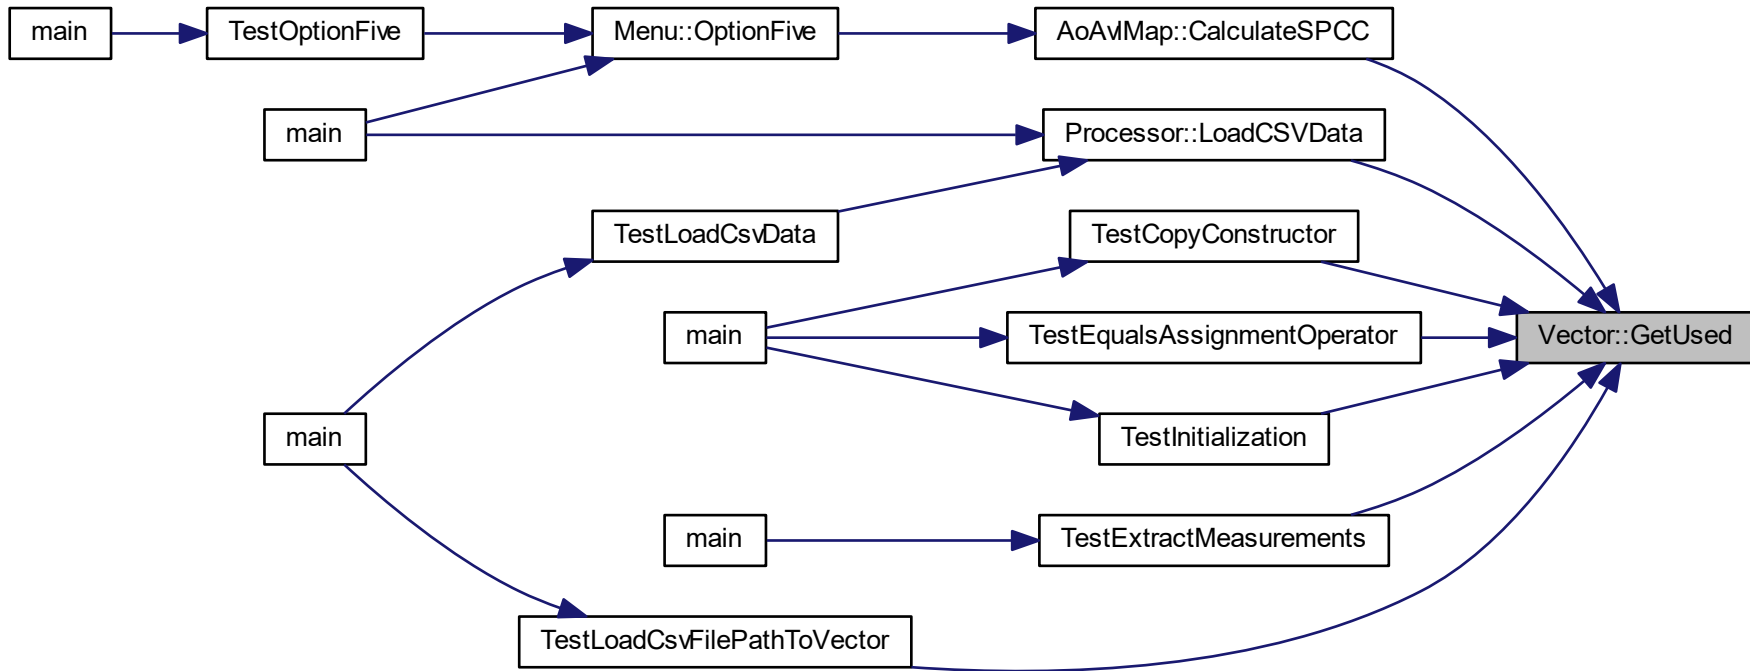 main
TestOptionFive
Menu::OptionFive
AoAvlMap::CalculateSPCC
main
Processor::LoadCSVData
TestLoadCsvData
TestCopyConstructor
main
TestEqualsAssignmentOperator
Vector::GetUsed
main
TestInitialization
main
TestExtractMeasurements
TestLoadCsvFilePathToVector